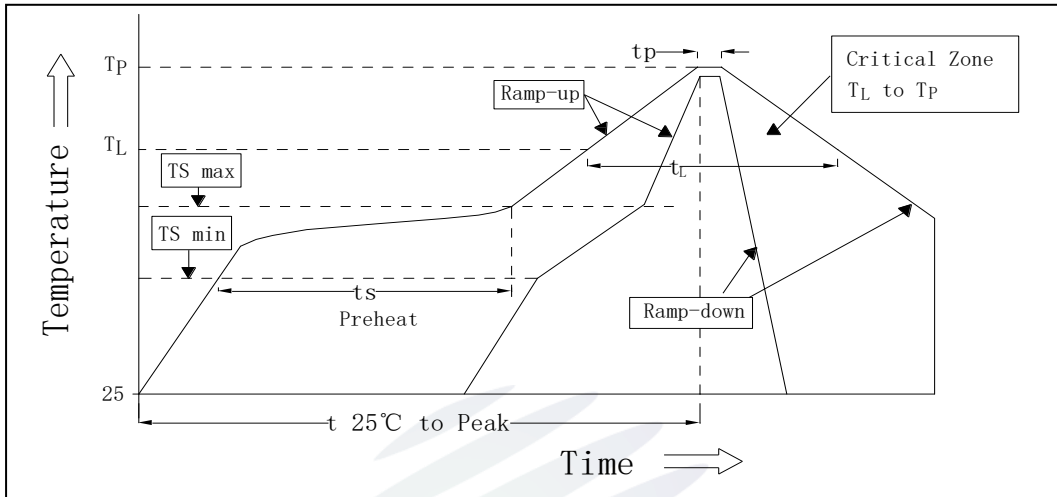 tp
Critical Zone
TL to TP
TP
Ramp-up
TL
tL
TS max
TS min
ts
Preheat
Ramp-down
25
t 25℃ to Peak
Time
Temperature